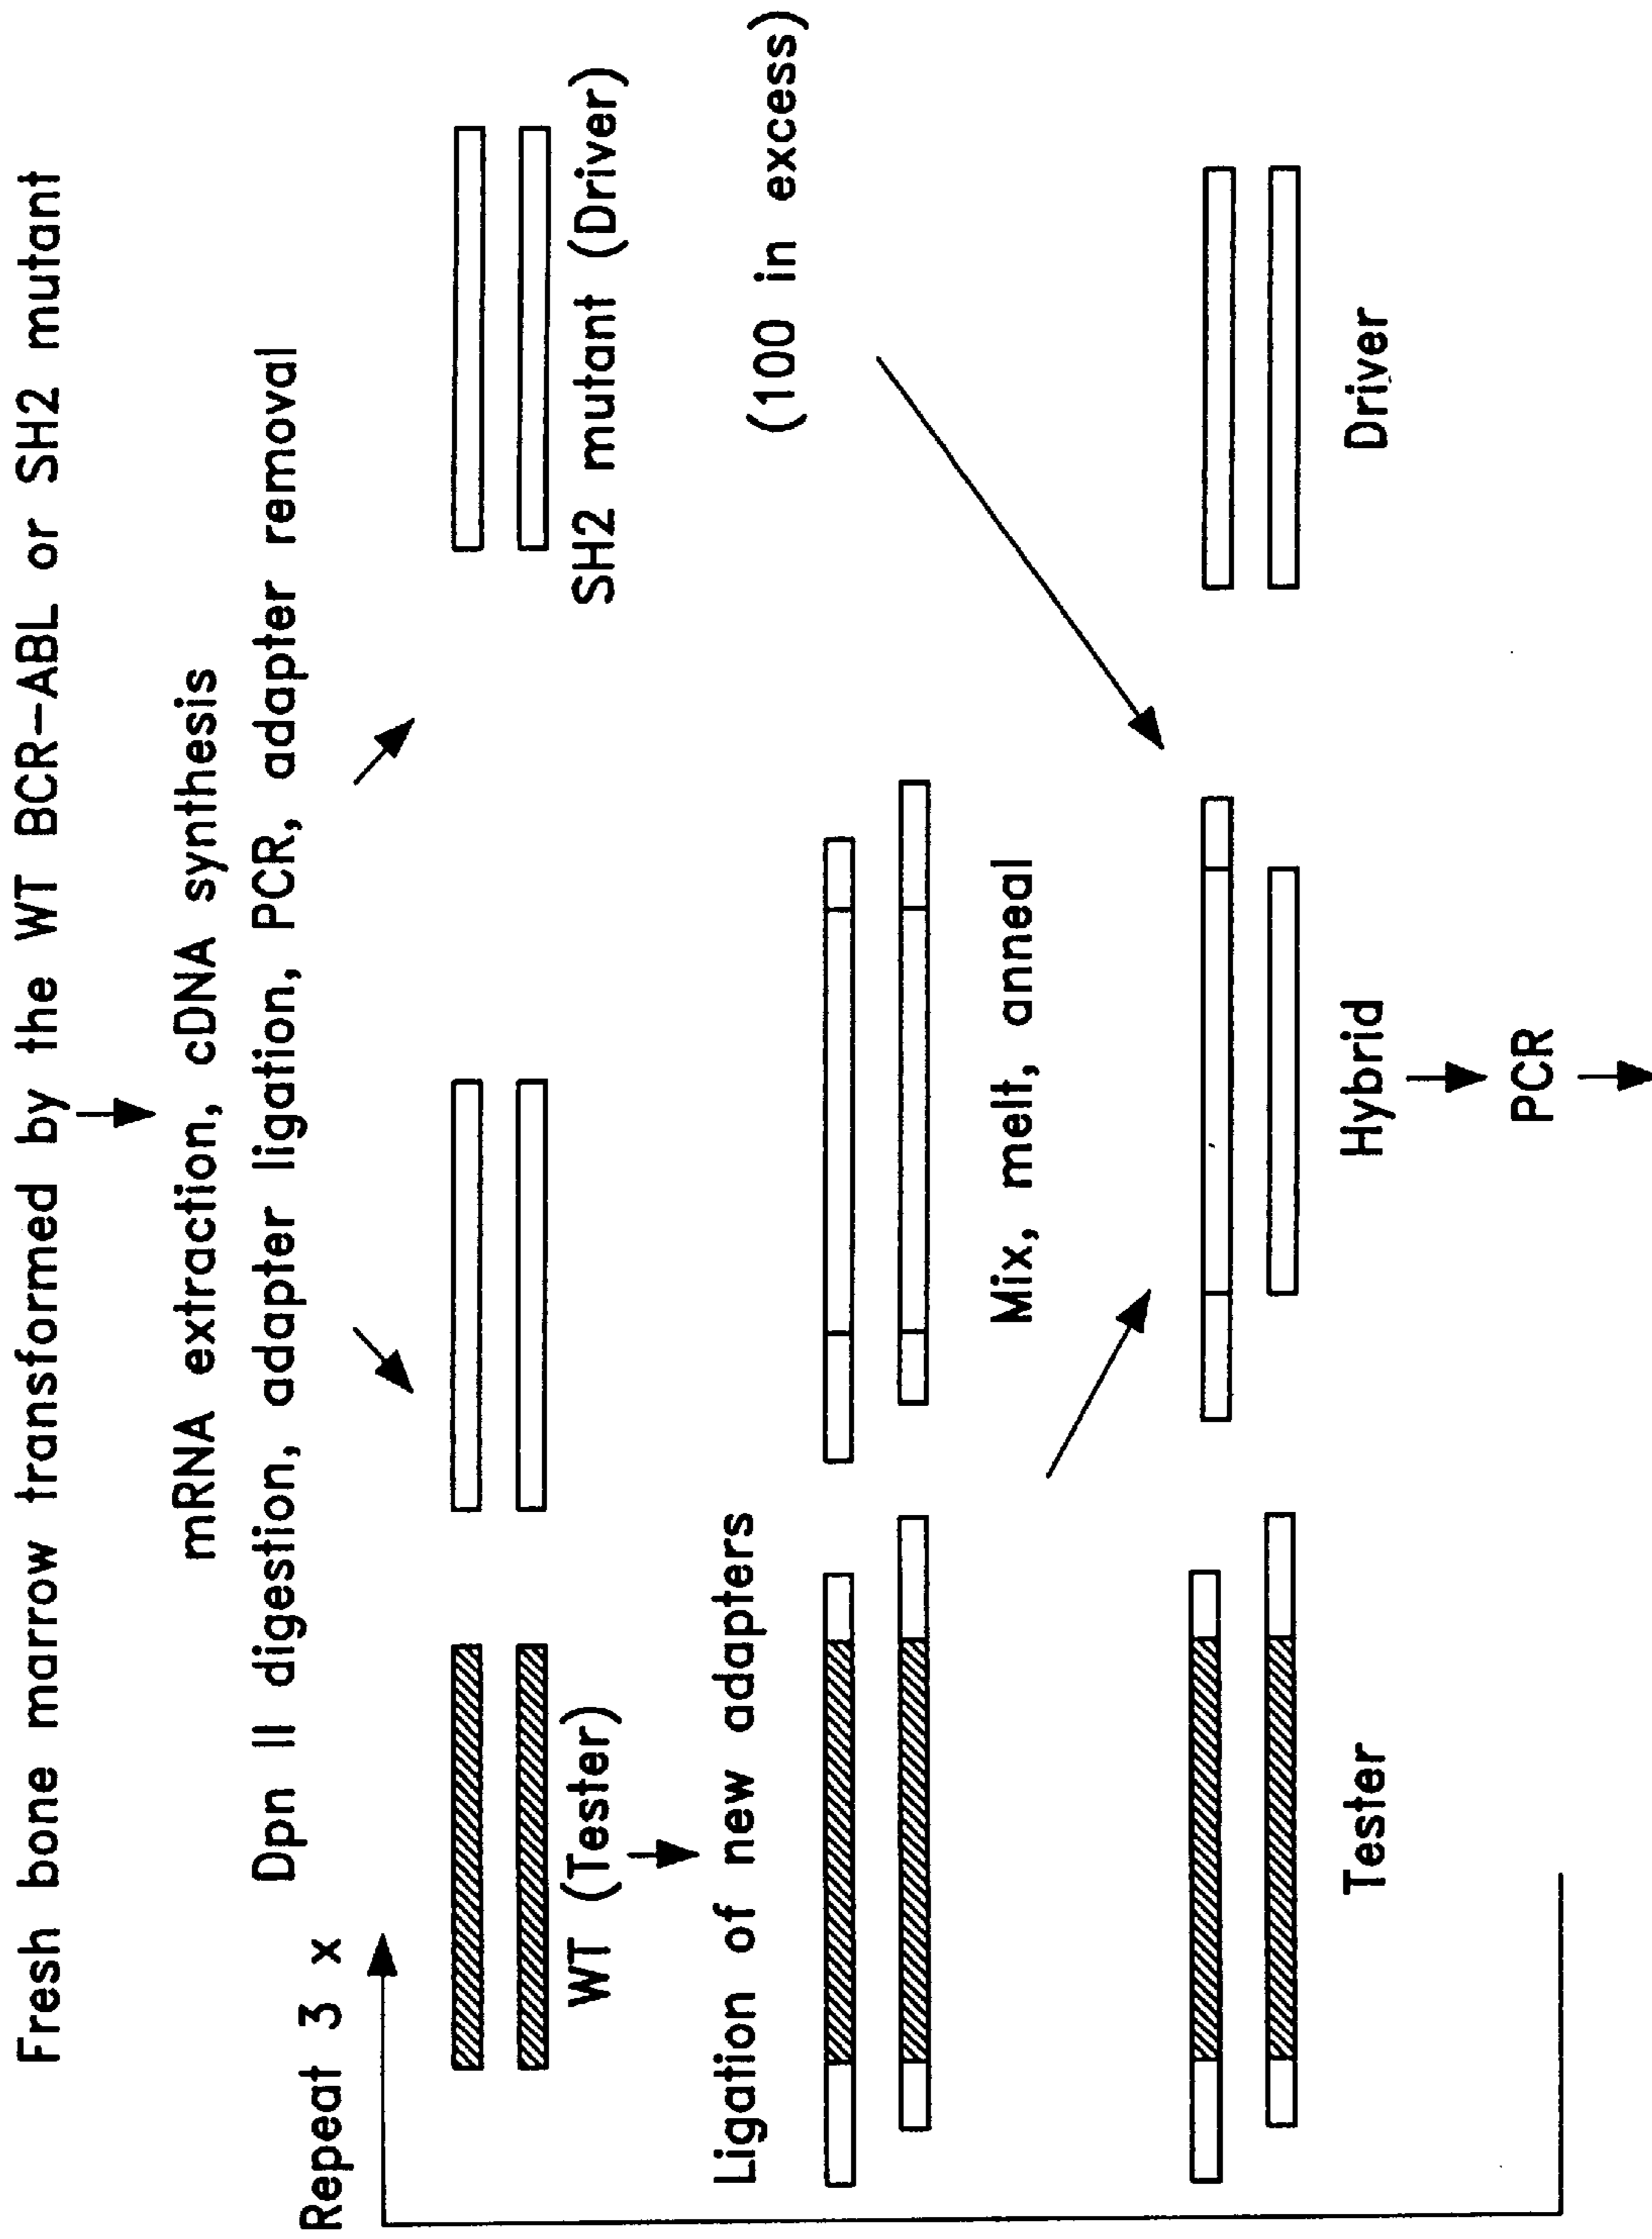 Fresh bone marrow transformed by the WT BCR-ABL or SH2 mutant
mRNA extraction, cDNA synthesis
Dpn II digestion, adapter ligation, PCR, adapter removal
Repeat 3 x
WT (Tester)
SH2 mutant (Driver)
Ligation of new adapters
(100 in excess)
Mix, melt, anneal
Tester
Hybrid
Driver
PCR